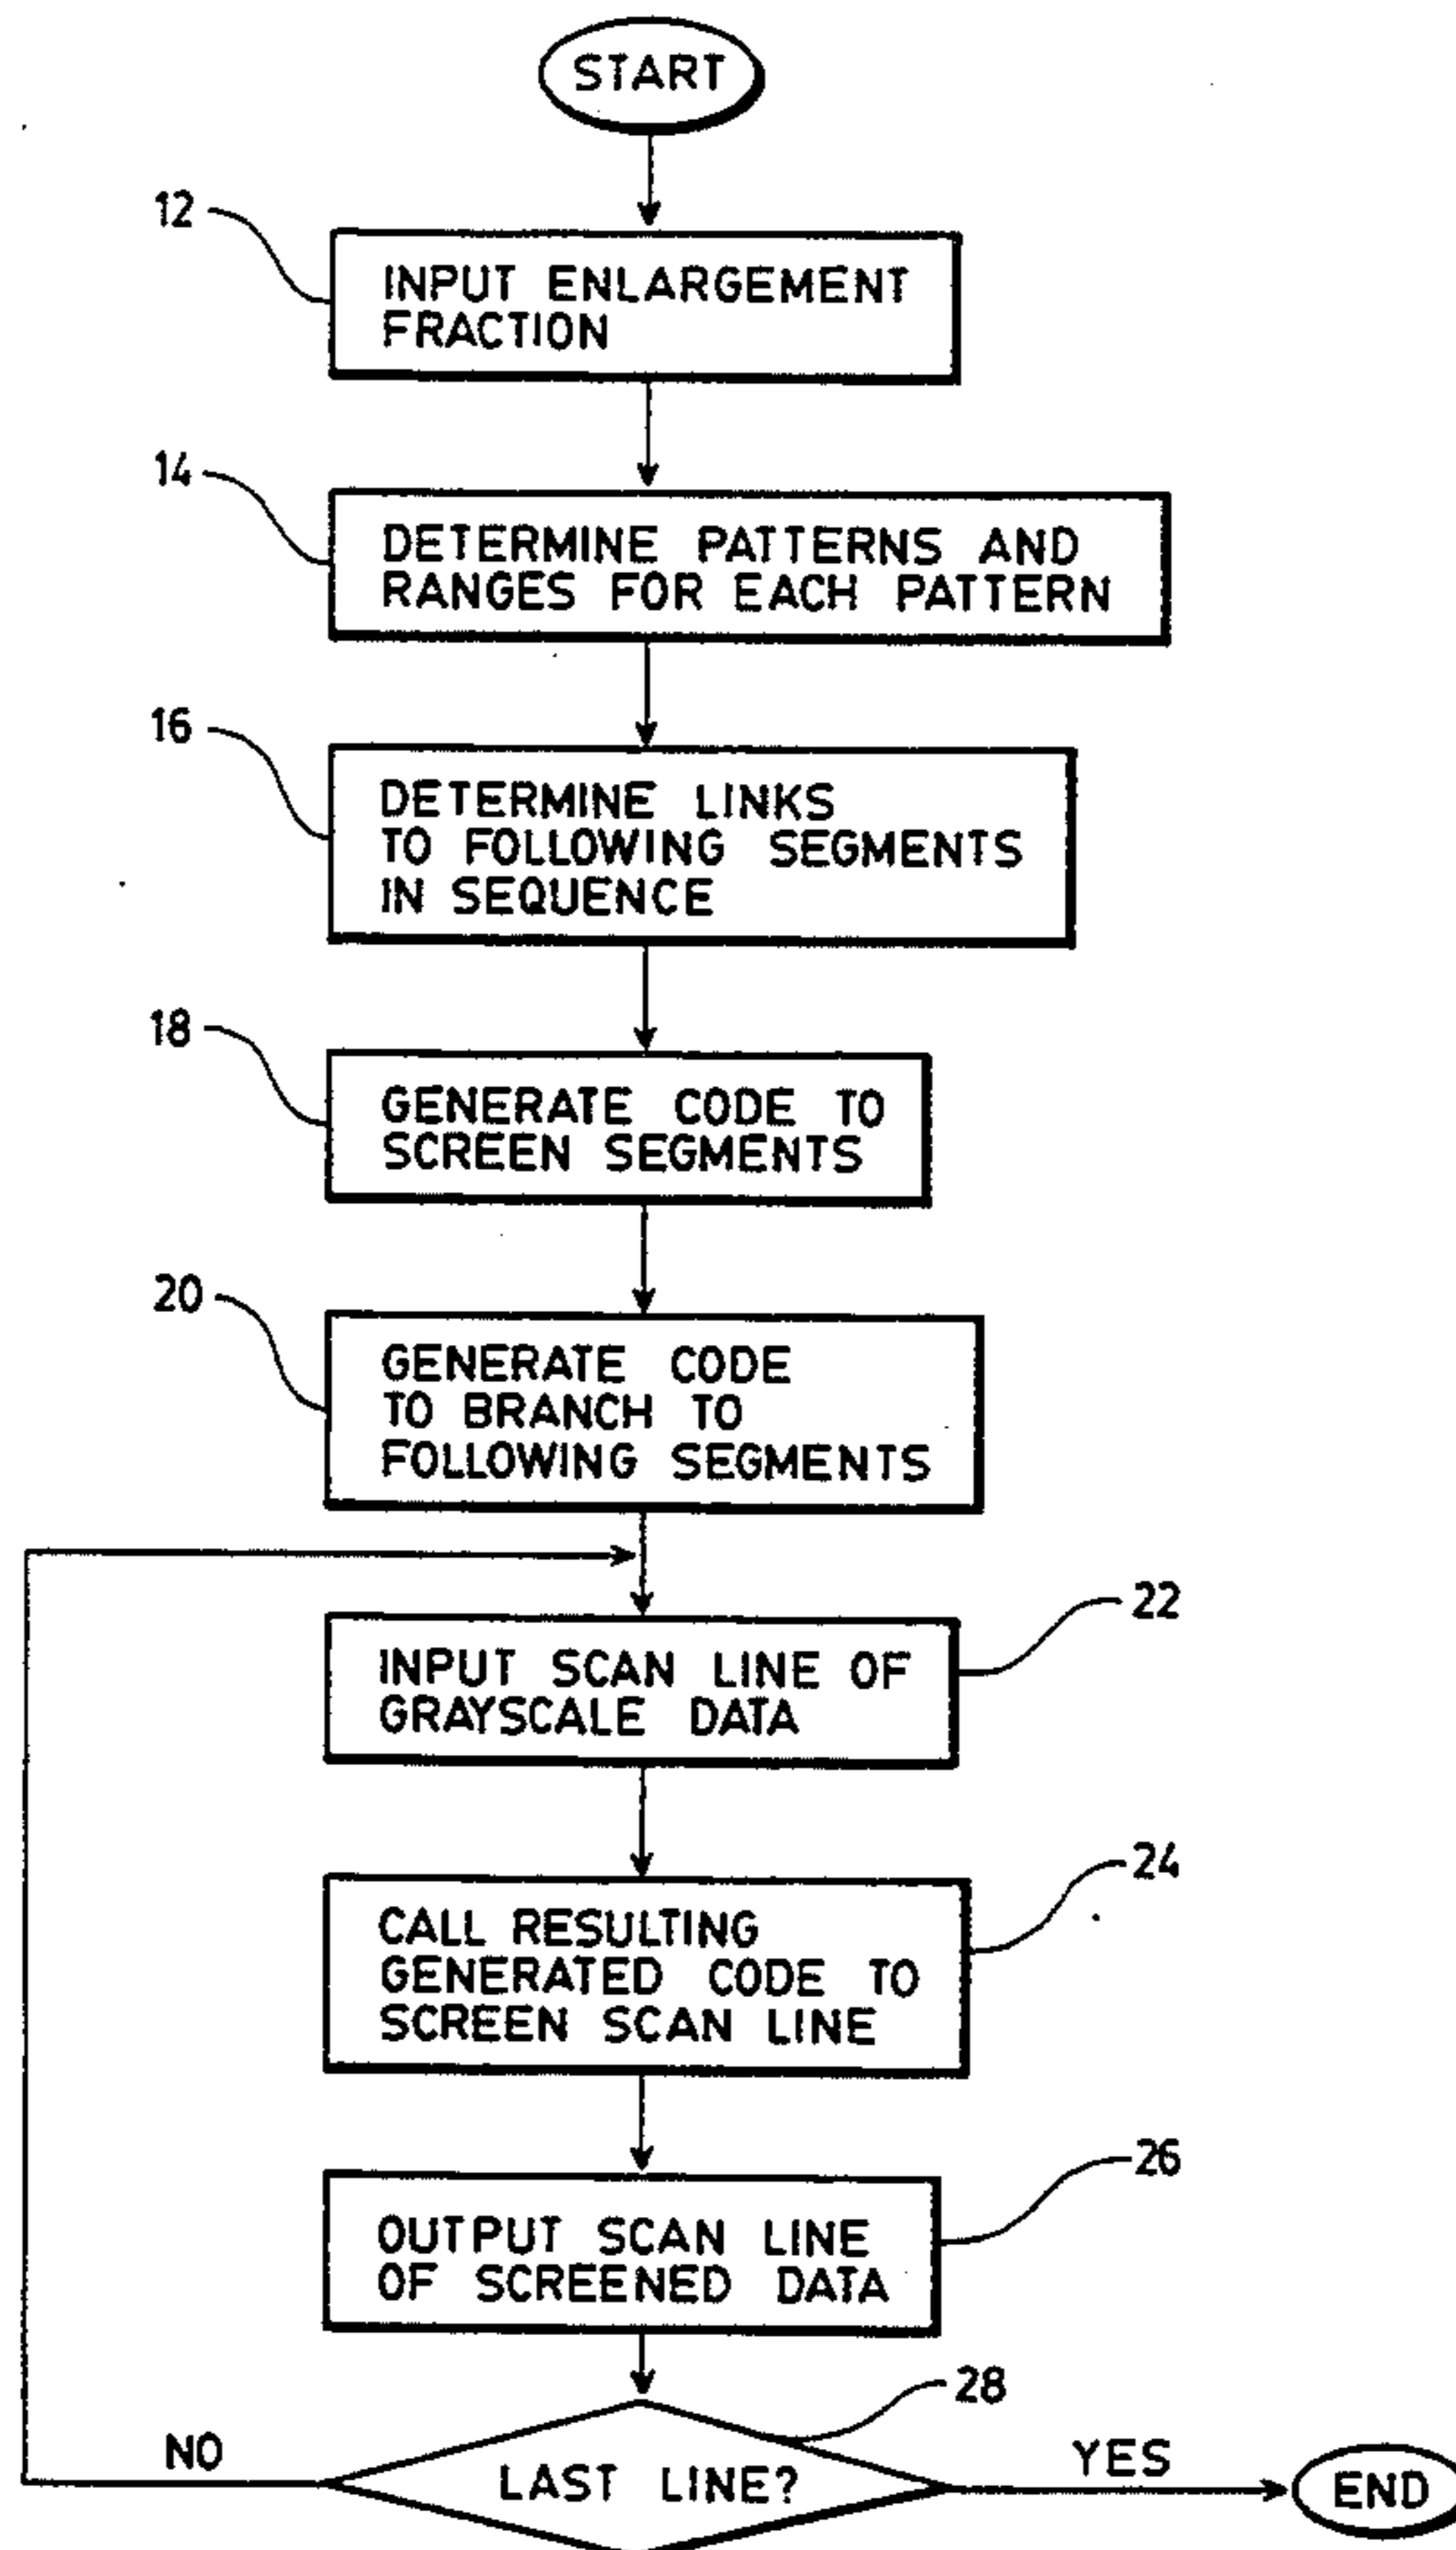 START
12
INPUT ENLARGEMENT
FRACTION
14
DETERMINE PATTERNS AND
RANGES FOR EACH PATTERN
16
DETERMINE LINKS
TO FOLLOWING SEGMENTS
IN SEQUENCE
18
GENERATE CODE TO
SCREEN SEGMENTS
20
GENERATE CODE
TO BRANCH TO
FOLLOWING SEGMENTS
22
INPUT SCAN LINE OF
GRAYSCALE DATA
24
CALL RESULTING
GENERATED CODE TO
SCREEN SCAN LINE
26
OUTPUT SCAN LINE
OF SCREENED DATA
28
NO
LAST LINE?
YES
END